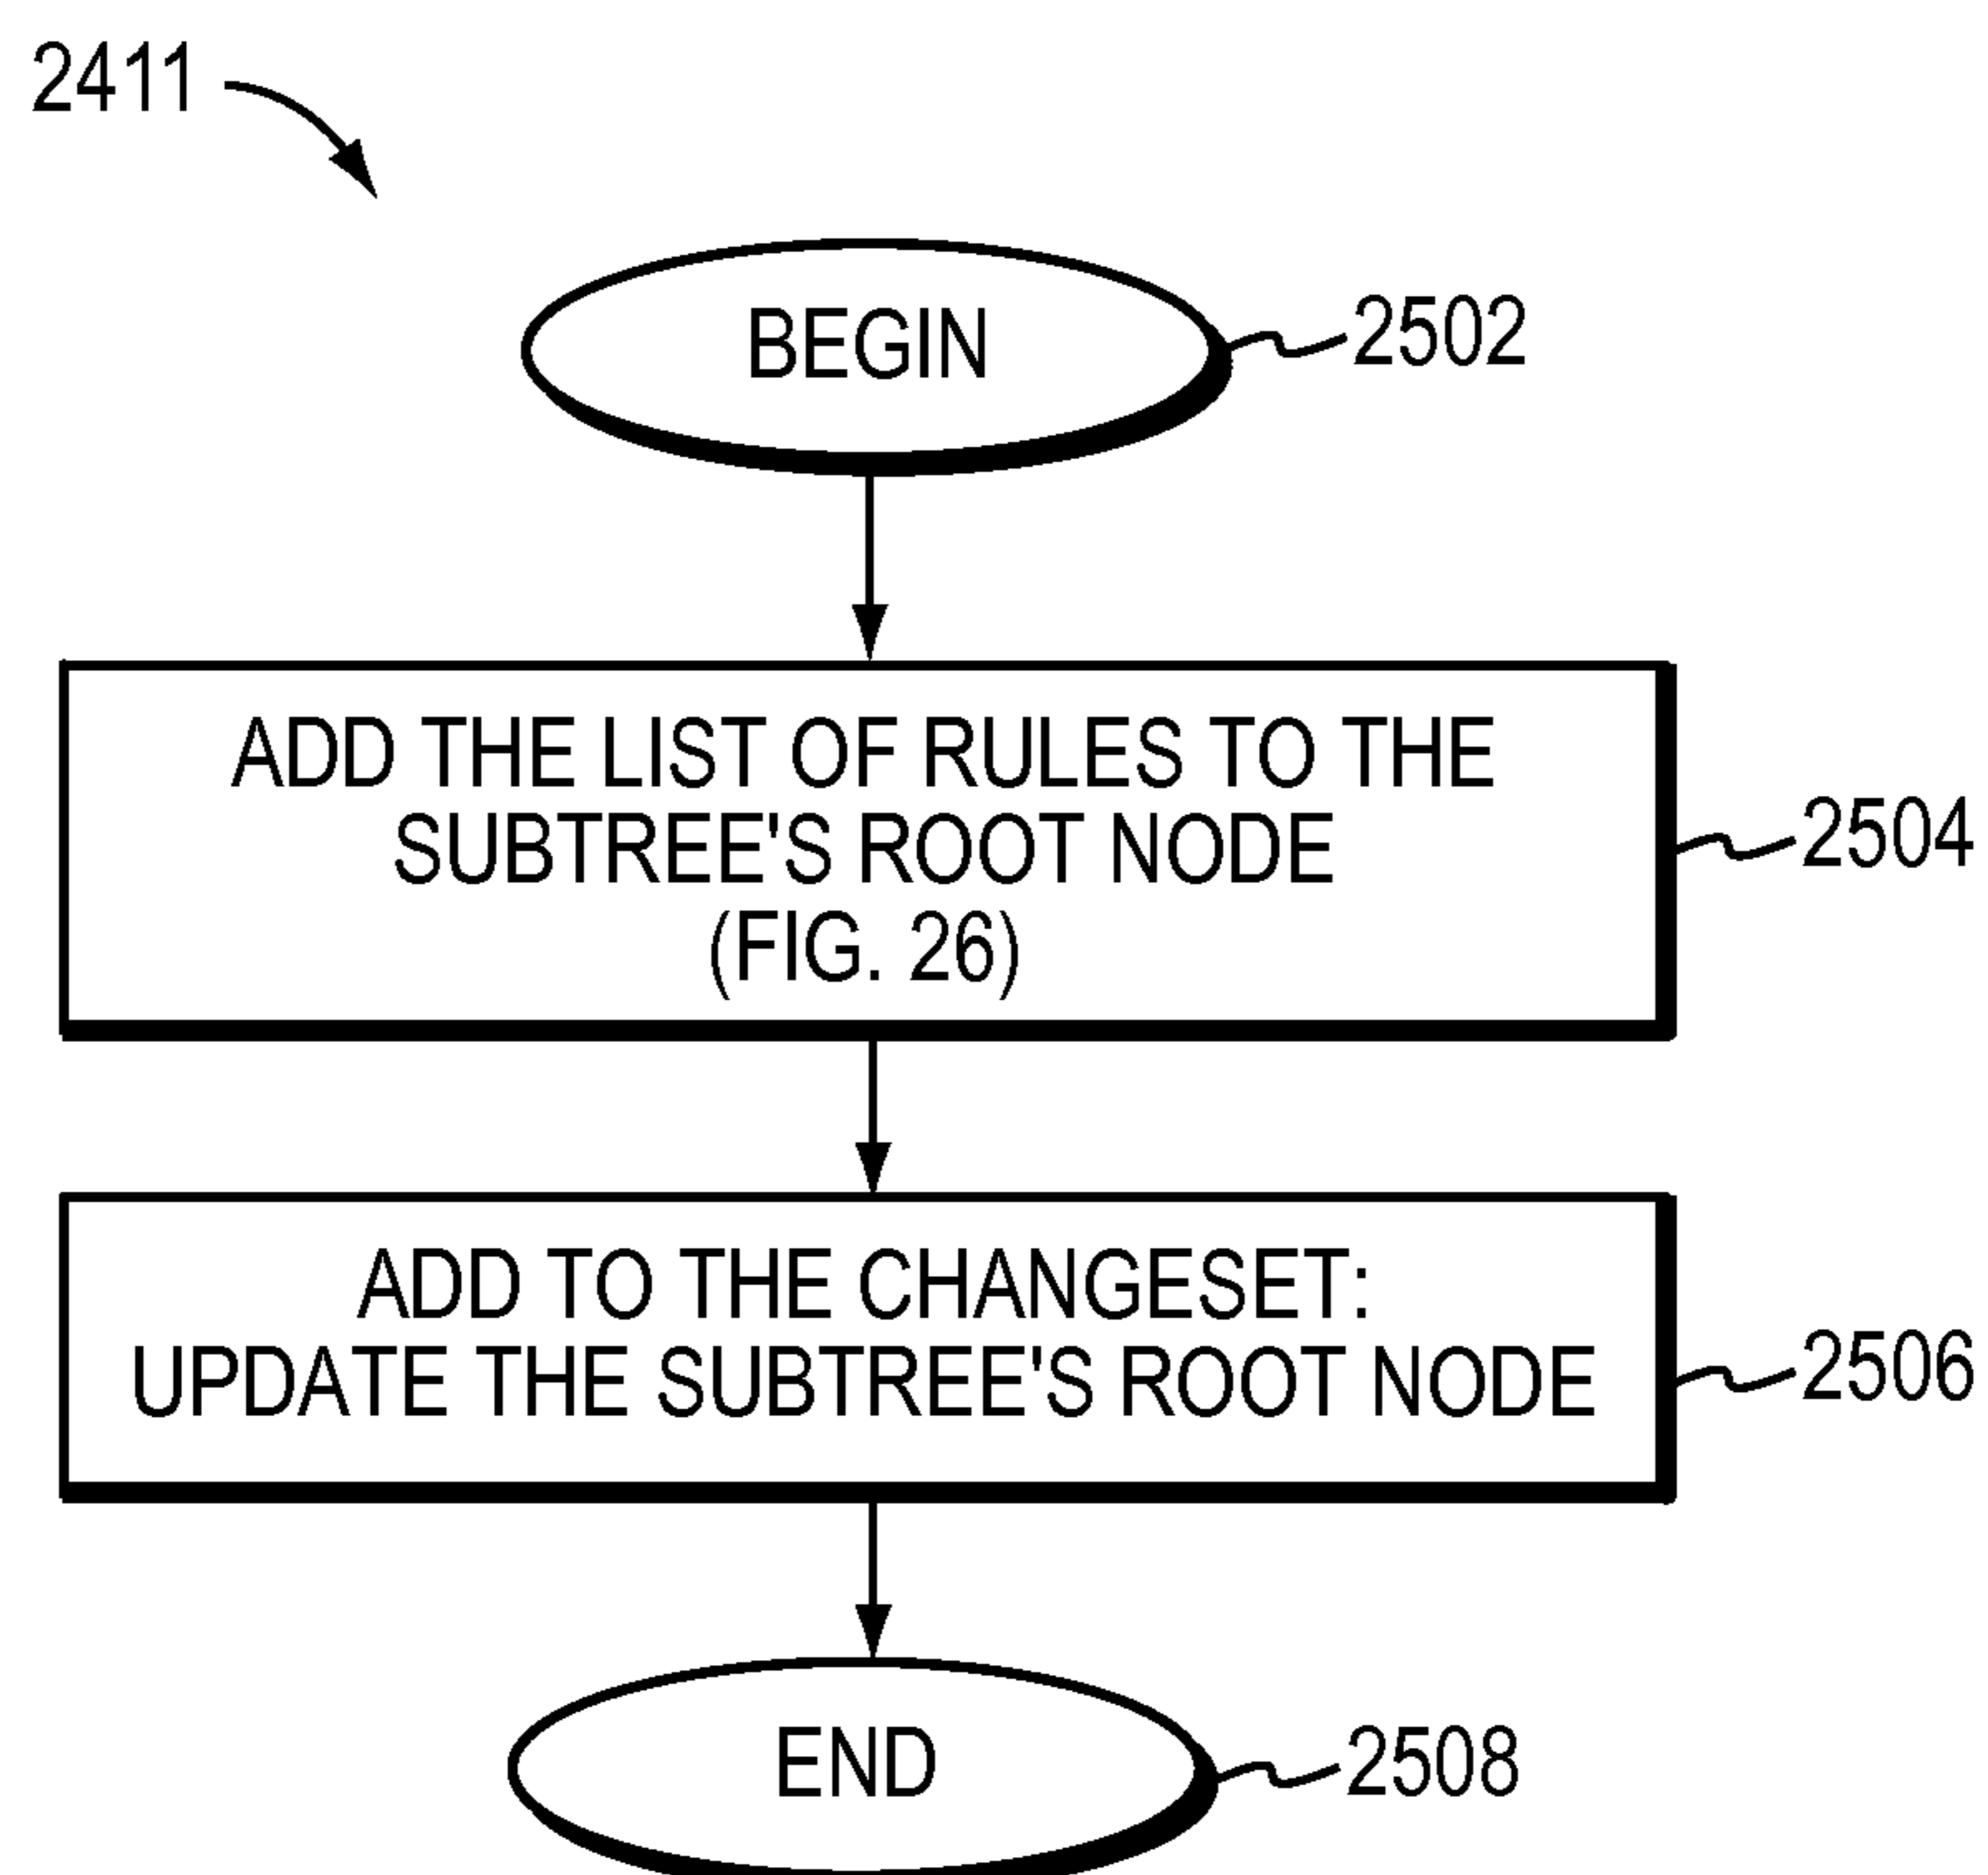 2411
BEGIN
2502
ADD THE LIST OF RULES TO THE
SUBTREE'S ROOT NODE
(FIG. 26)
2504
ADD TO THE CHANGESET:
UPDATE THE SUBTREE'S ROOT NODE
2506
END
2508